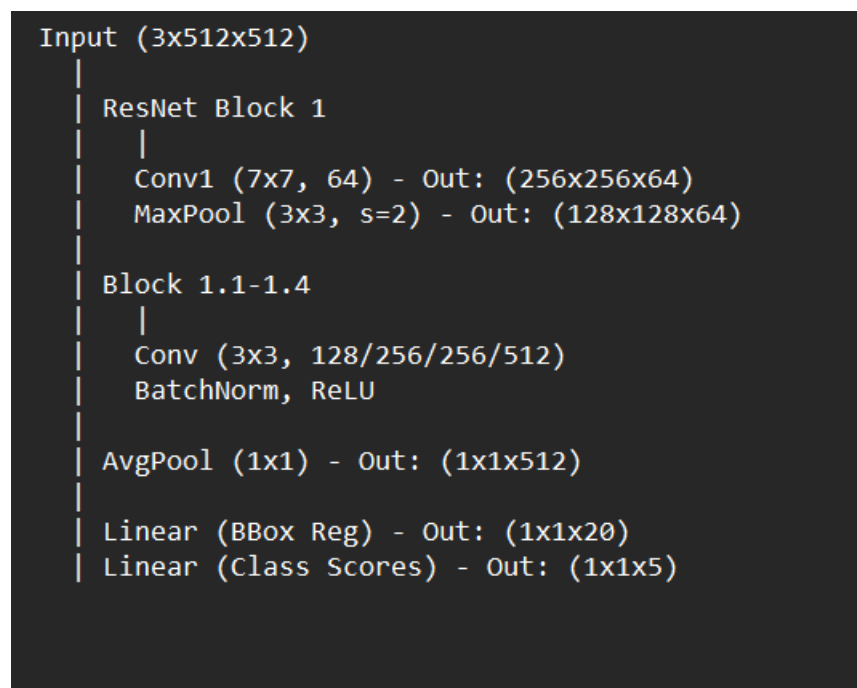 Input (3x512x512)
|
| ResNet Block 1
| |
| Conv1 (7x7, 64) - Out: (256x256x64)
| MaxPool (3x3, s=2) - Out: (128x128x64)
|
| Block 1.1-1.4
| |
| Conv (3x3, 128/256/256/512)
| BatchNorm, ReLU
|
| AvgPool (1x1) - Out: (1x1x512)
|
| Linear (BBox Reg) - Out: (1x1x20)
| Linear (Class Scores) - Out: (1x1x5)